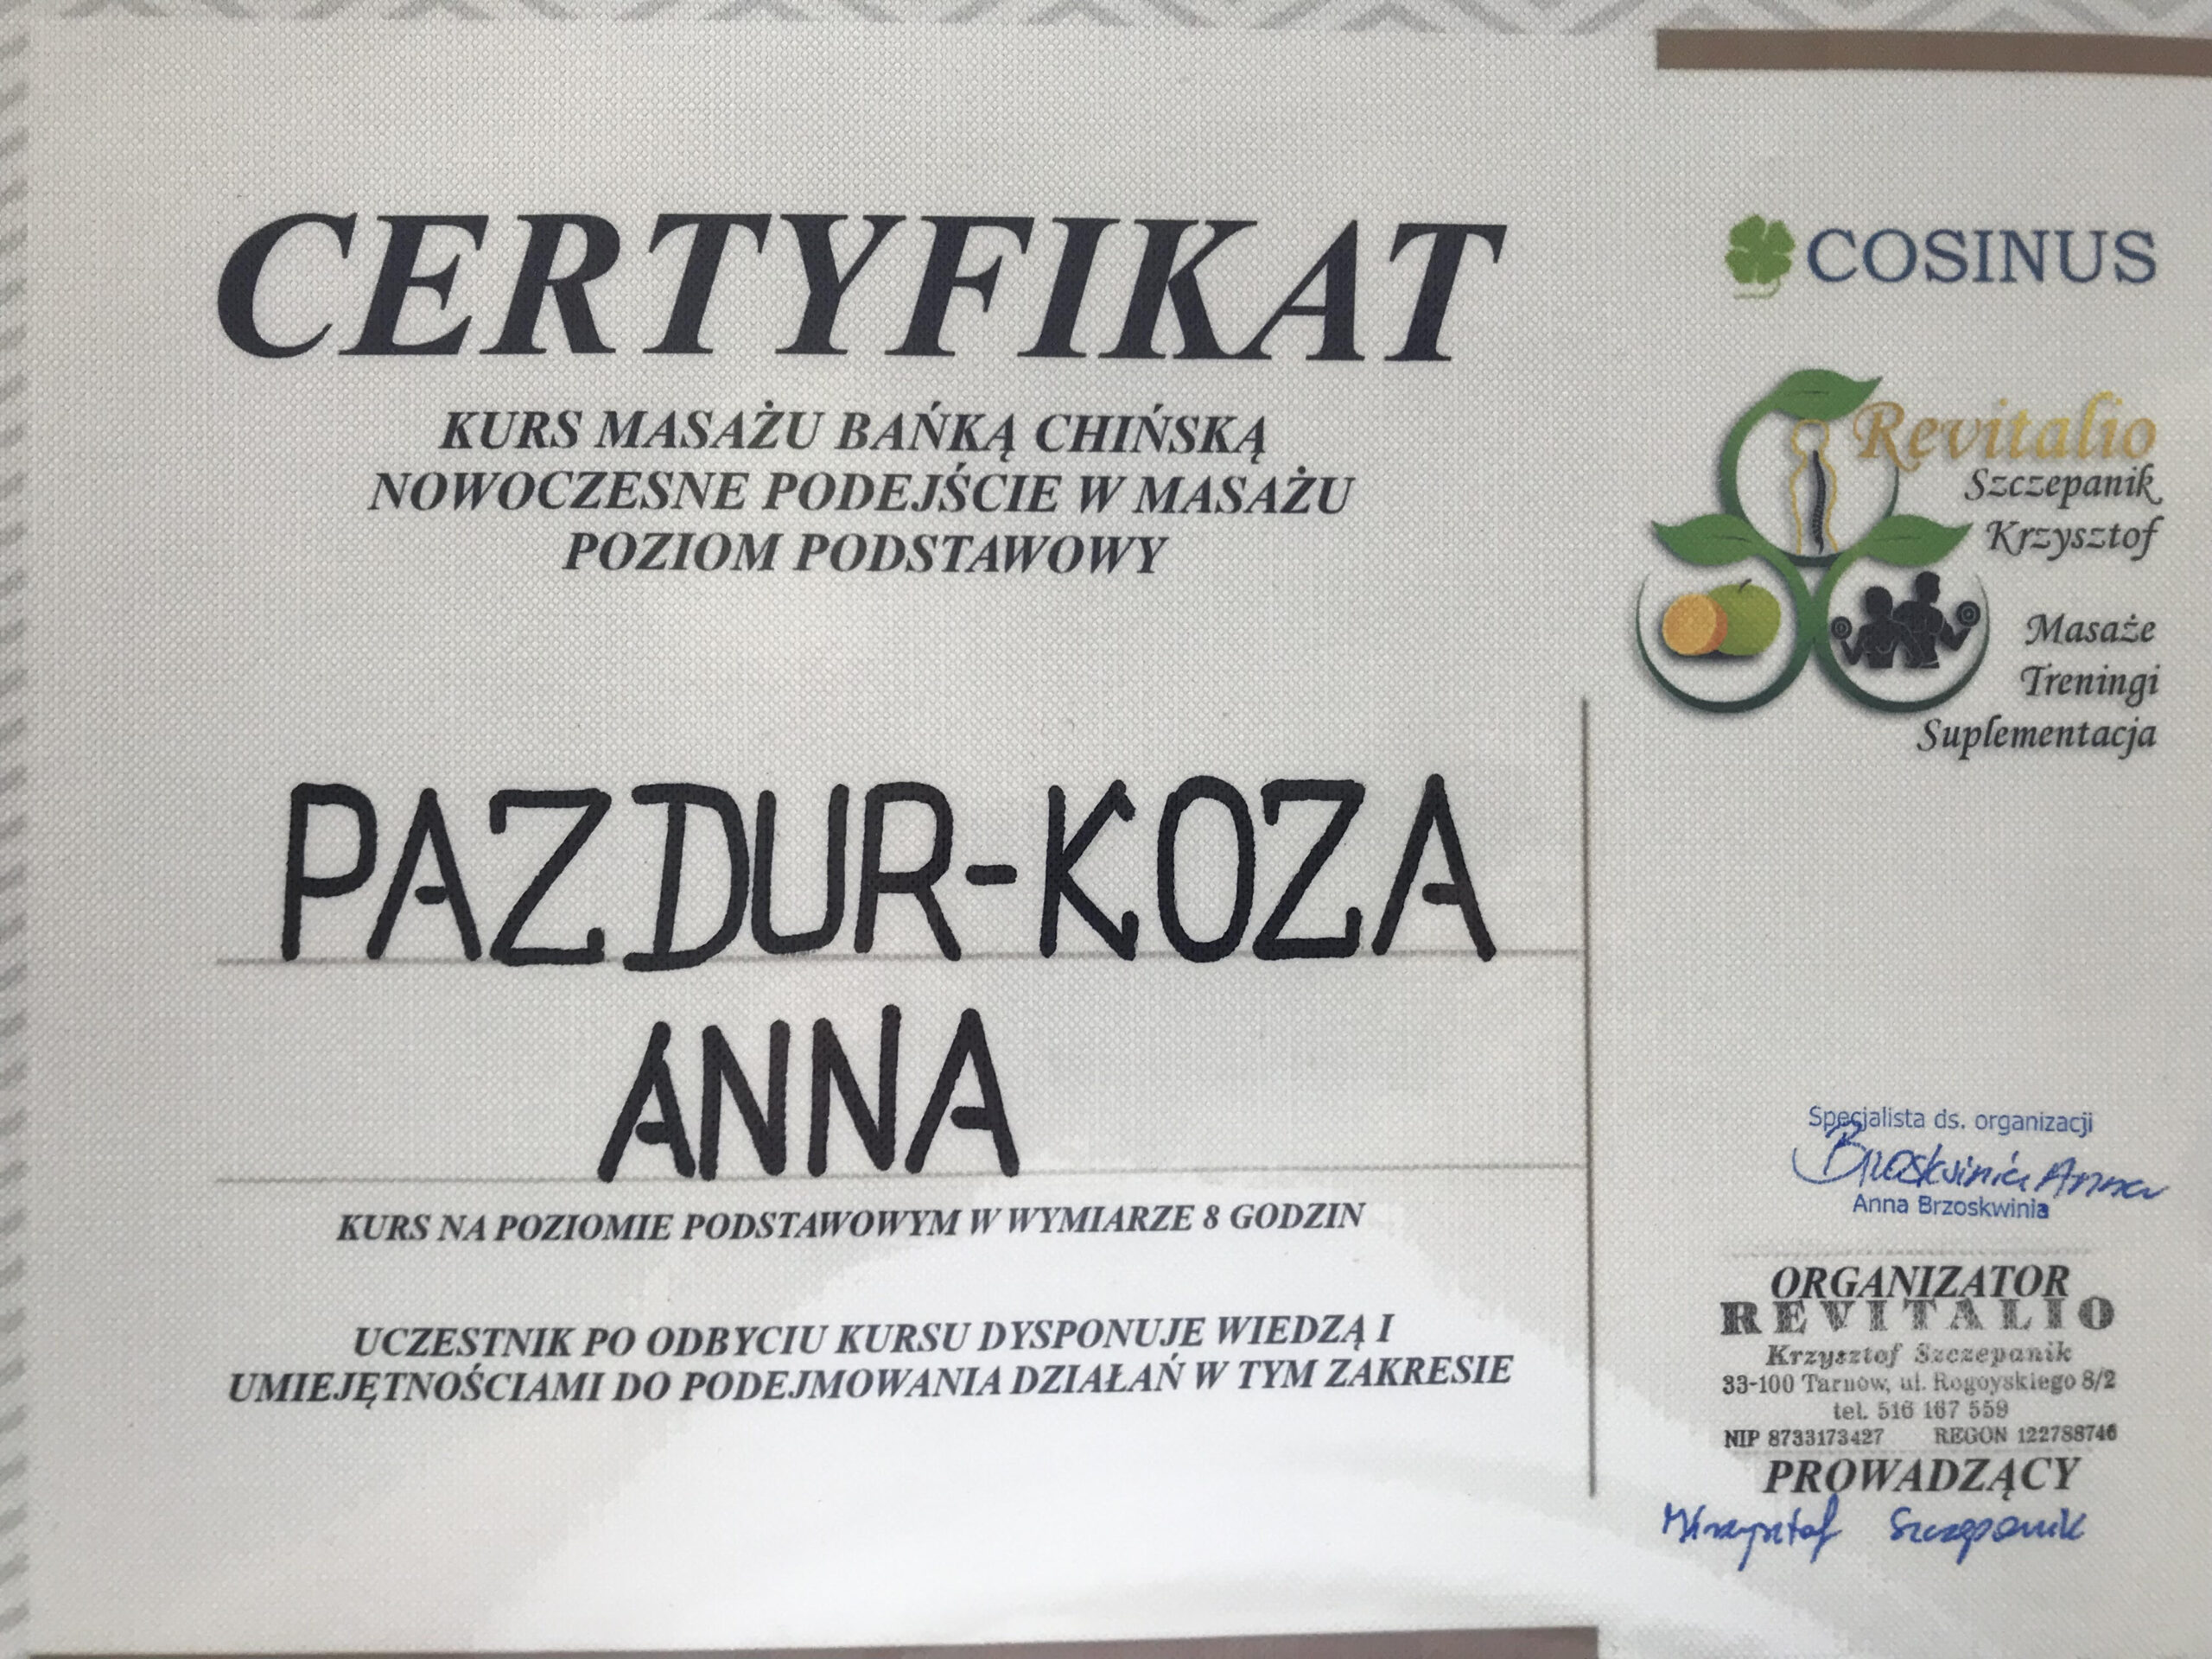 CERTYFIKAT
KURS MASAŻU BAŃKĄ CHIŃSKĄ
NOWOCZESNE PODEJŚCIE W MASAŻU
POZIOM PODSTAWOWY
PAZDUR-KOZA
ANNA
KURS NA POZIOMIE PODSTAWOWYM W WYMIARZE 8 GODZIN
UCZESTNIK PO ODBYCIU KURSU DYSPONUJE WIEDZĄ I
UMIEJĘTNOŚCIAMI DO PODEJMOWANIA DZIAŁAŃ W TYM ZAKRESIE
COSINUS
Revitalio
Szczepanik
Krzysztof
Masaże
Treningi
Suplementacja
Specjalista ds. organizacji
Brzoskwinia Anna
Anna Brzoskwinia
ORGANIZATOR
REVITALIO
Krzysztof Szczepanik
33-100 Tarnów, ul. Rogoyskiego 8/2
tel. 516 167 559
NIP 8733173427 REGON 122788746
PROWADZĄCY
Krzysztof Szczepanik